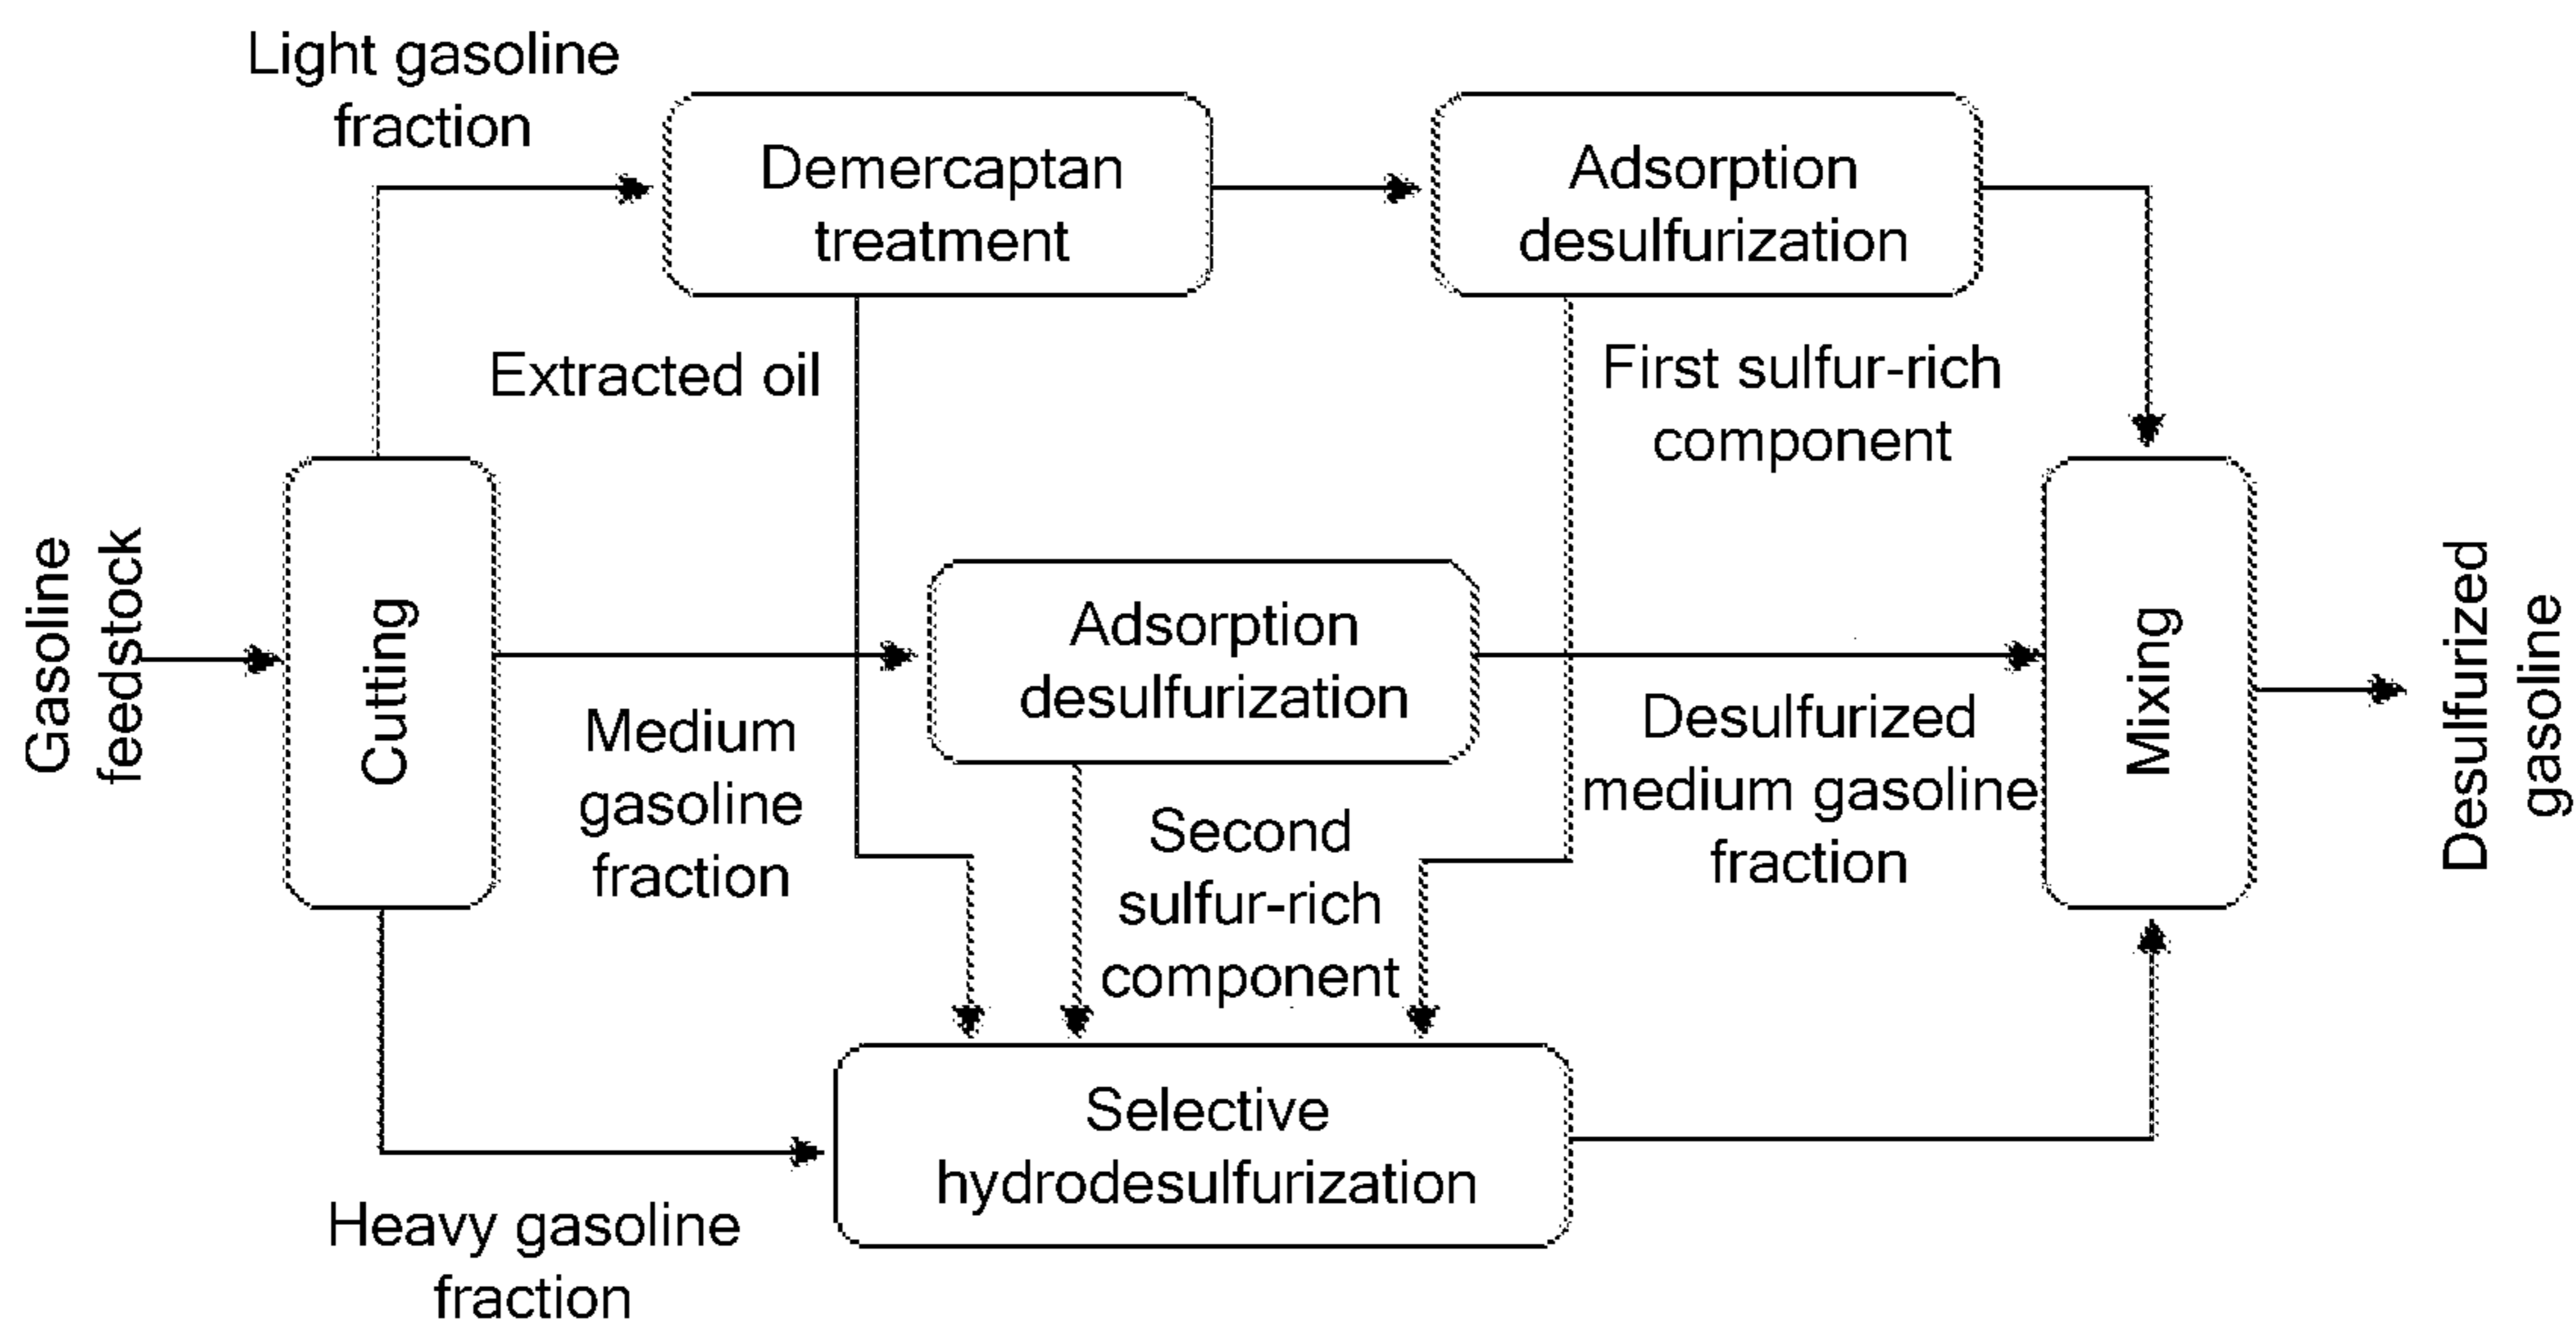 Light gasoline
fraction
Demercaptan
treatment
Adsorption
desulfurization
Extracted oil
First sulfur-rich
component
Gasoline
feedstock
Cutting
Adsorption
desulfurization
Medium
gasoline
fraction
Second
sulfur-rich
component
Desulfurized
medium gasoline
fraction
Mixing
Desulfurized
gasoline
Selective
hydrodesulfurization
Heavy gasoline
fraction